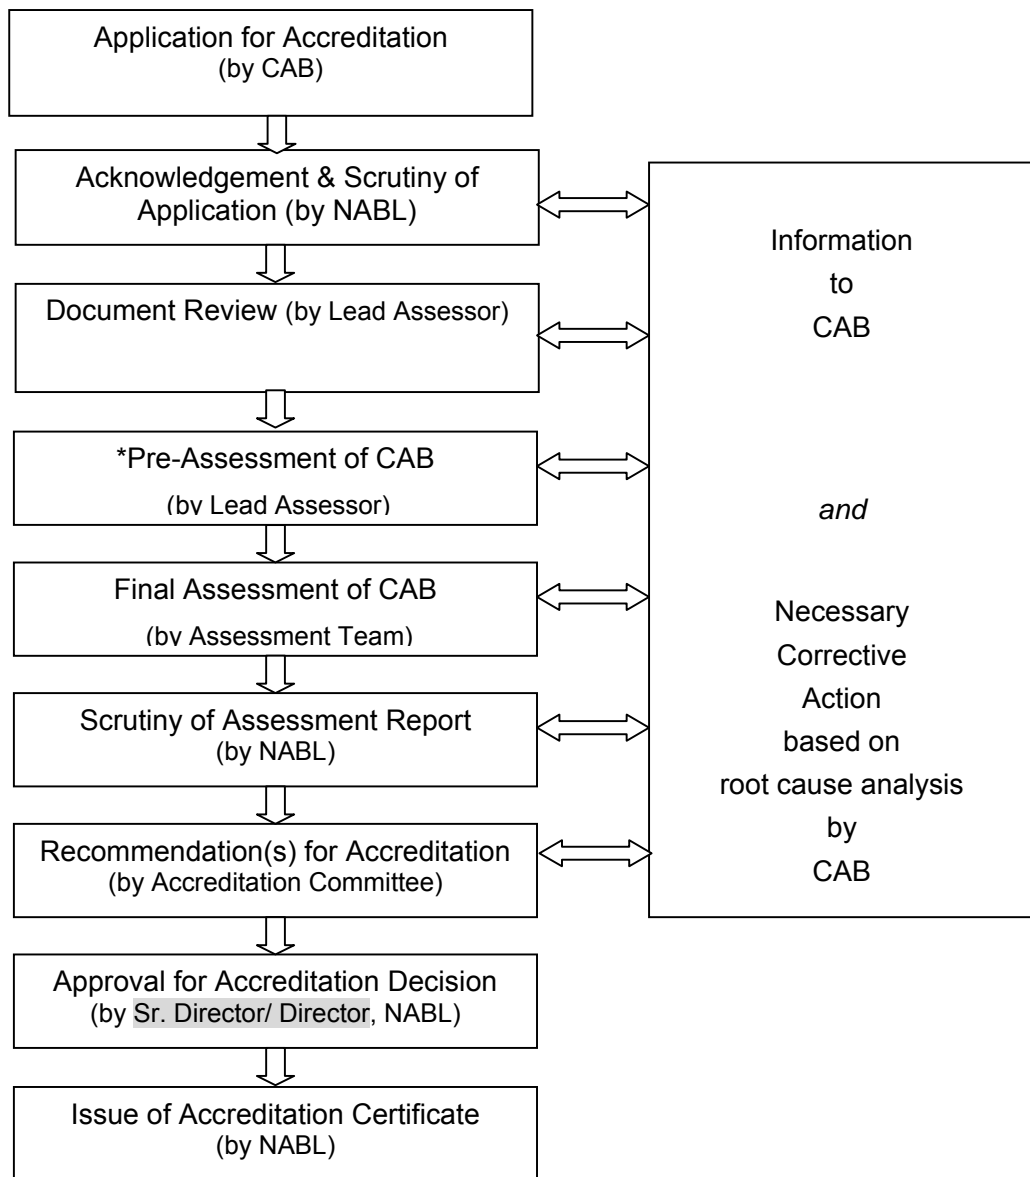 Application for Accreditation
(by CAB)
Acknowledgement & Scrutiny of
Application (by NABL)
Document Review (by Lead Assessor)
*Pre-Assessment of CAB
(by Lead Assessor)
Final Assessment of CAB
(by Assessment Team)
Scrutiny of Assessment Report
(by NABL)
Recommendation(s) for Accreditation
(by Accreditation Committee)
Approval for Accreditation Decision
(by Sr. Director/ Director, NABL)
Issue of Accreditation Certificate
(by NABL)
Information
to
CAB
and
Necessary
Corrective
Action
based on
root cause analysis
by
CAB